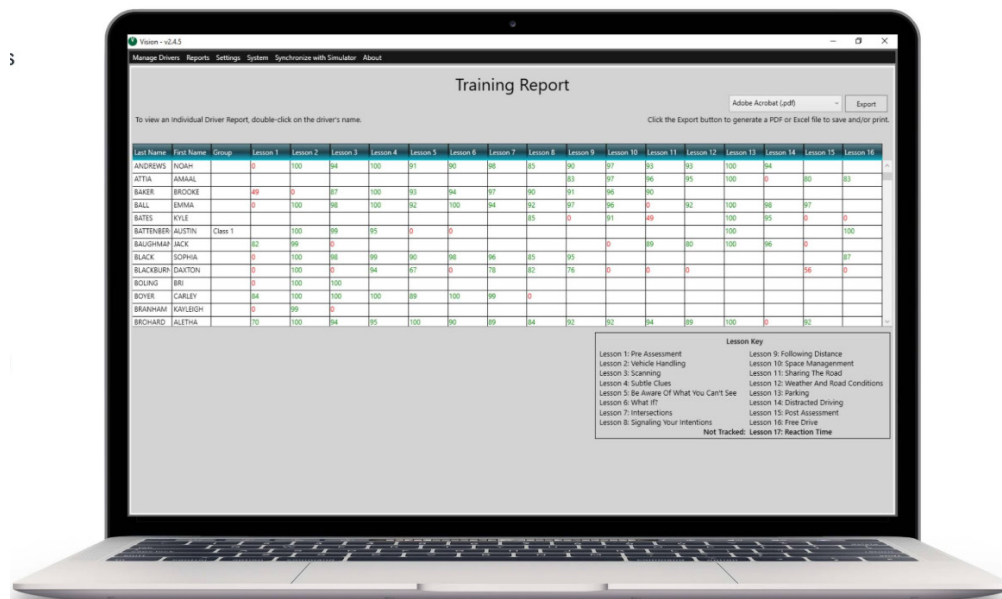 s
Vision - v2.4.5
Manage Drivers Reports Settings System Synchronize with Simulator About
Training Report
Adobe Acrobat (.pdf) Export
To view an Individual Driver Report, double-click on the driver's name. Click the Export button to generate a PDF or Excel file to save and/or print.
Last Name First Name Group Lesson 1 Lesson 2 Lesson 3 Lesson 4 Lesson 5 Lesson 6 Lesson 7 Lesson 8 Lesson 9 Lesson 10 Lesson 11 Lesson 12 Lesson 13 Lesson 14 Lesson 15 Lesson 16
ANDREWS NOAH 0 100 94 100 91 90 98 85 90 97 93 93 100 94
ATTIA AMAAL 83 97 96 95 100 0 80 83
BAKER BROOKE 49 0 87 100 93 94 97 90 91 96 90
BALL EMMA 0 100 98 100 92 100 94 92 97 96 0 92 100 98 97
BATES KYLE 85 0 91 49 100 95 0 0
BATTENBER AUSTIN Class 1 100 99 95 0 0 100 100
BAUGHMAN JACK 82 99 0 0 89 80 100 96 0
BLACK SOPHIA 0 100 98 99 90 98 96 85 95 87
BLACKBURN DAXTON 0 100 0 94 67 0 78 82 76 0 0 0 56 0
BOLING BRI 0 100 100
BOYER CARLEY 84 100 100 100 89 100 99 0
BRANHAM KAYLEIGH 0 99 0
BROHARD ALETHA 70 100 94 95 100 90 89 84 92 92 94 89 100 0 92
Lesson Key
Lesson 1: Pre Assessment Lesson 9: Following Distance
Lesson 2: Vehicle Handling Lesson 10: Space Managenment
Lesson 3: Scanning Lesson 11: Sharing The Road
Lesson 4: Subtle Clues Lesson 12: Weather And Road Conditions
Lesson 5: Be Aware Of What You Can't See Lesson 13: Parking
Lesson 6: What If? Lesson 14: Distracted Driving
Lesson 7: Intersections Lesson 15: Post Assessment
Lesson 8: Signaling Your Intentions Lesson 16: Free Drive
Not Tracked: Lesson 17: Reaction Time